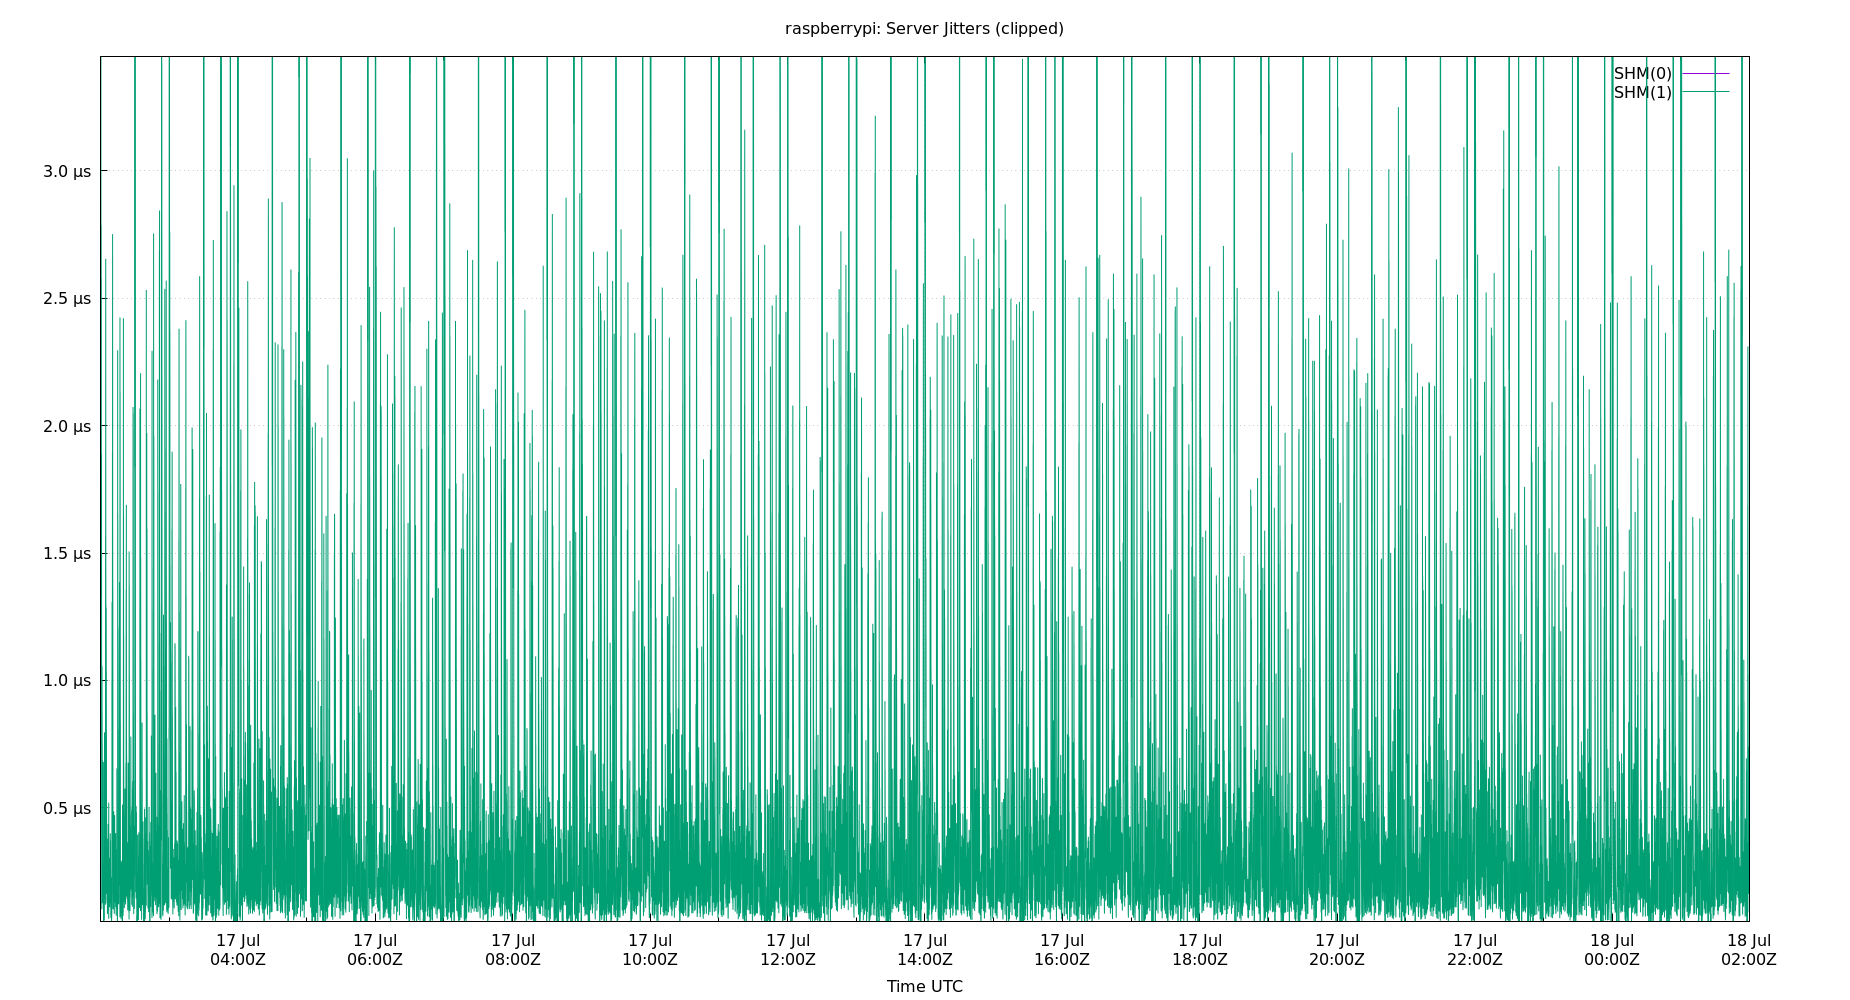 raspberrypi: Server Jitters (clipped)
SHM(0)
SHM(1)
3.0 µs
2.5 µs
2.0 µs
1.5 µs
1.0 µs
0.5 µs
17 Jul 17 Jul 17 Jul 17 Jul 17 Jul 17 Jul 17 Jul 17 Jul 17 Jul 17 Jul 18 Jul 18 Jul
04:00Z 06:00Z 08:00Z 10:00Z 12:00Z 14:00Z 16:00Z 18:00Z 20:00Z 22:00Z 00:00Z 02:00Z
Time UTC